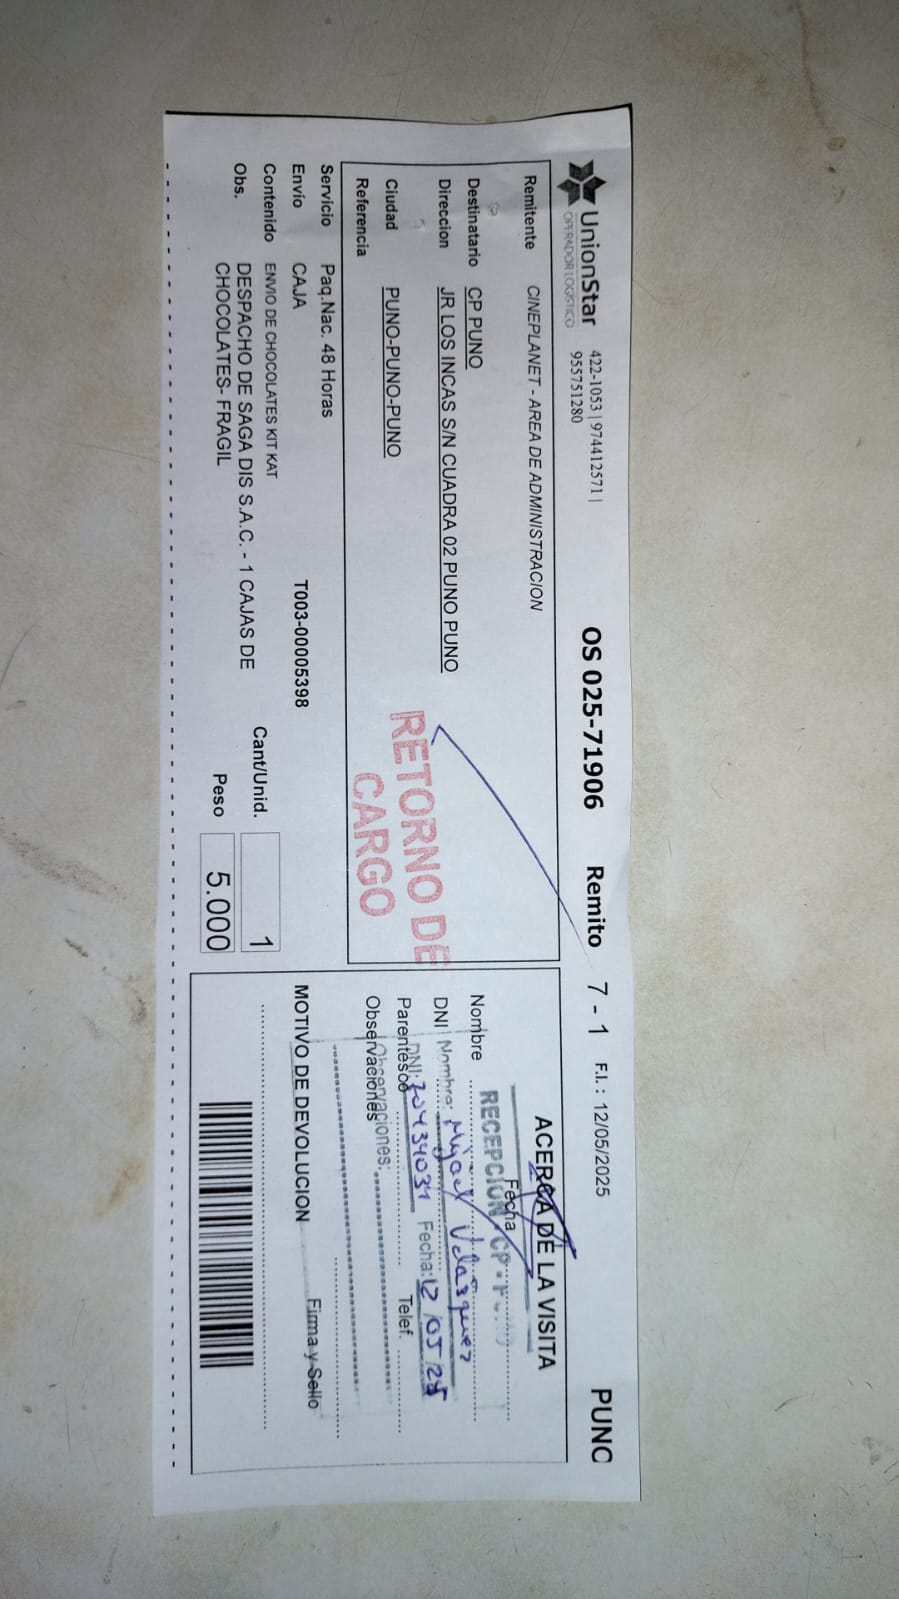 UnionStar
OPERADOR LOGÍSTICO
422-1053 | 974412571 |
955751280
OS 025-71906 Remito 7 - 1 F.I.: 12/05/2025 PUNO
Remitente CINEPLANET - AREA DE ADMINISTRACION
Destinatario CP PUNO
Direccion JR LOS INCAS S/N CUADRA 02 PUNO PUNO
Ciudad PUNO-PUNO-PUNO
Referencia
RETORNO DE
CARGO
Servicio Paq.Nac. 48 Horas
Envío CAJA T003-00005398
Contenido ENVIO DE CHOCOLATES KIT KAT
Cant/Unid. 1
Obs. DESPACHO DE SAGA DIS S.A.C. - 1 CAJAS DE
CHOCOLATES- FRAGIL
Peso 5.000
ACERCA DE LA VISITA
Fecha
RECEPCION CP
Nombre
Nombre: Miguel Velasquez
DNI
DNI: Fecha: 12/05/25
Parentesco Telef.
Observaciones
Observaciones:
MOTIVO DE DEVOLUCION
Firma y Sello